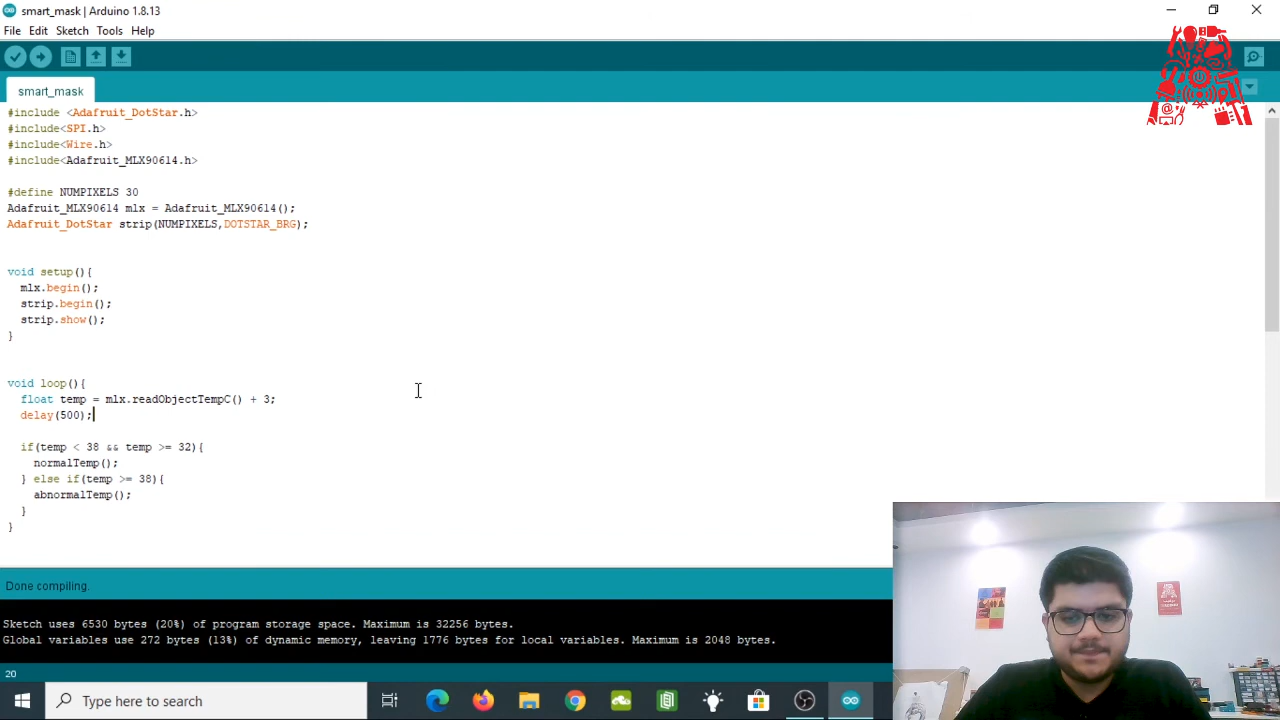 smart_mask | Arduino 1.8.13
File Edit Sketch Tools Help
smart_mask
#include <Adafruit_DotStar.h>
#include<SPI.h>
#include<Wire.h>
#include<Adafruit_MLX90614.h>
#define NUMPIXELS 30
Adafruit_MLX90614 mlx = Adafruit_MLX90614();
Adafruit_DotStar strip(NUMPIXELS,DOTSTAR_BRG);
void setup(){
mlx.begin();
strip.begin();
strip.show();
}
void loop(){
float temp = mlx.readObjectTempC() + 3;
delay(500);
if(temp < 38 && temp >= 32){
normalTemp();
} else if(temp >= 38){
abnormalTemp();
}
}
Done compiling.
Sketch uses 6530 bytes (20%) of program storage space. Maximum is 32256 bytes.
Global variables use 272 bytes (13%) of dynamic memory, leaving 1776 bytes for local variables. Maximum is 2048 bytes.
20
Type here to search